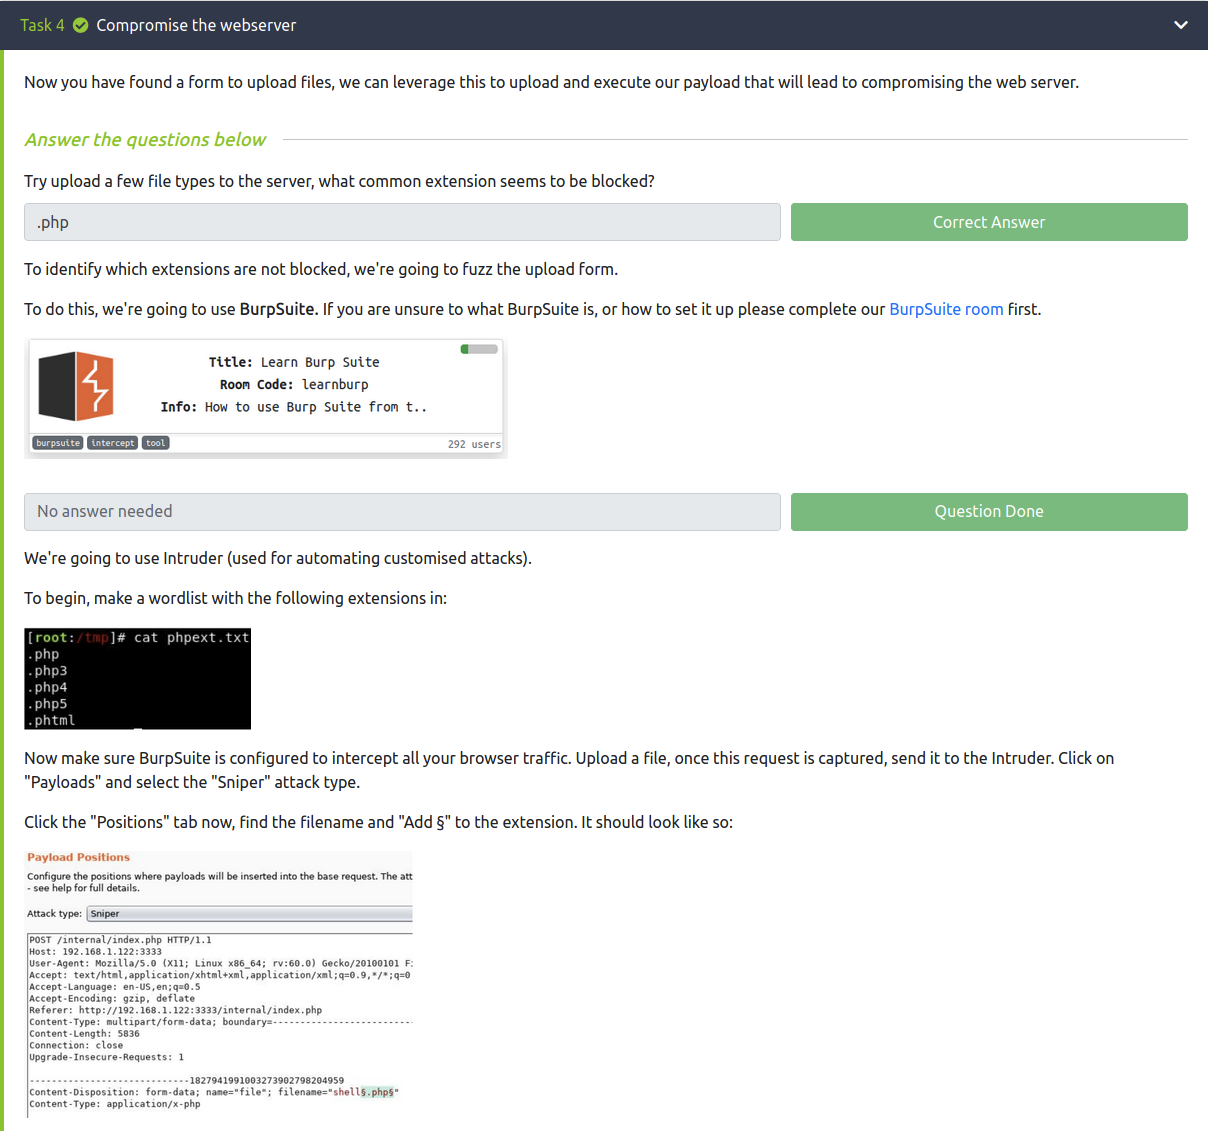 Task 4 Compromise the webserver
Now you have found a form to upload files, we can leverage this to upload and execute our payload that will lead to compromising the web server.
Answer the questions below
Try upload a few file types to the server, what common extension seems to be blocked?
.php
Correct Answer
To identify which extensions are not blocked, we're going to fuzz the upload form.
To do this, we're going to use BurpSuite. If you are unsure to what BurpSuite is, or how to set it up please complete our BurpSuite room first.
Title: Learn Burp Suite
Room Code: learnburp
Info: How to use Burp Suite from t..
burpsuite intercept tool
292 users
No answer needed
Question Done
We're going to use Intruder (used for automating customised attacks).
To begin, make a wordlist with the following extensions in:
[root:/tmp]# cat phpext.txt
.php
.php3
.php4
.php5
.phtml
Now make sure BurpSuite is configured to intercept all your browser traffic. Upload a file, once this request is captured, send it to the Intruder. Click on
"Payloads" and select the "Sniper" attack type.
Click the "Positions" tab now, find the filename and "Add §" to the extension. It should look like so:
Payload Positions
Configure the positions where payloads will be inserted into the base request. The att
- see help for full details.
Attack type: Sniper
POST /internal/index.php HTTP/1.1
Host: 192.168.1.122:3333
User-Agent: Mozilla/5.0 (X11; Linux x86_64; rv:60.0) Gecko/20100101 Fi
Accept: text/html,application/xhtml+xml,application/xml;q=0.9,*/*;q=0
Accept-Language: en-US,en;q=0.5
Accept-Encoding: gzip, deflate
Referer: http://192.168.1.122:3333/internal/index.php
Content-Type: multipart/form-data; boundary=--------------------------
Content-Length: 5836
Connection: close
Upgrade-Insecure-Requests: 1
-----------------------------1827941991003273902798204959
Content-Disposition: form-data; name="file"; filename="shell§.php§"
Content-Type: application/x-php